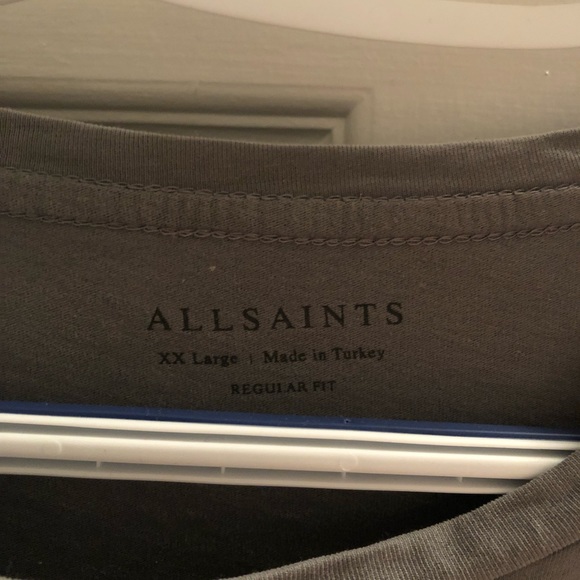 ALLSAINTS
XX Large | Made in Turkey
REGULAR FIT